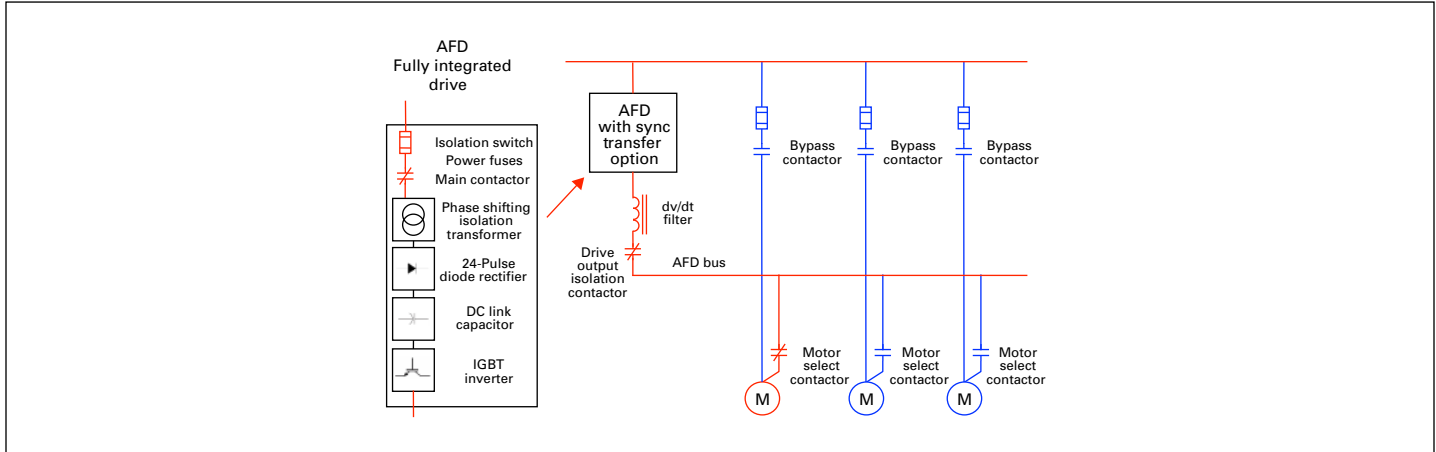 AFD
Fully integrated
drive
Isolation switch
Power fuses
Main contactor
Phase shifting
isolation
transformer
24-Pulse
diode rectifier
DC link
capacitor
IGBT
inverter
AFD
with sync
transfer
option
dv/dt
filter
Drive
output
isolation
contactor
AFD bus
Bypass
contactor
Bypass
contactor
Bypass
contactor
Motor
select
contactor
Motor
select
contactor
Motor
select
contactor
M
M
M